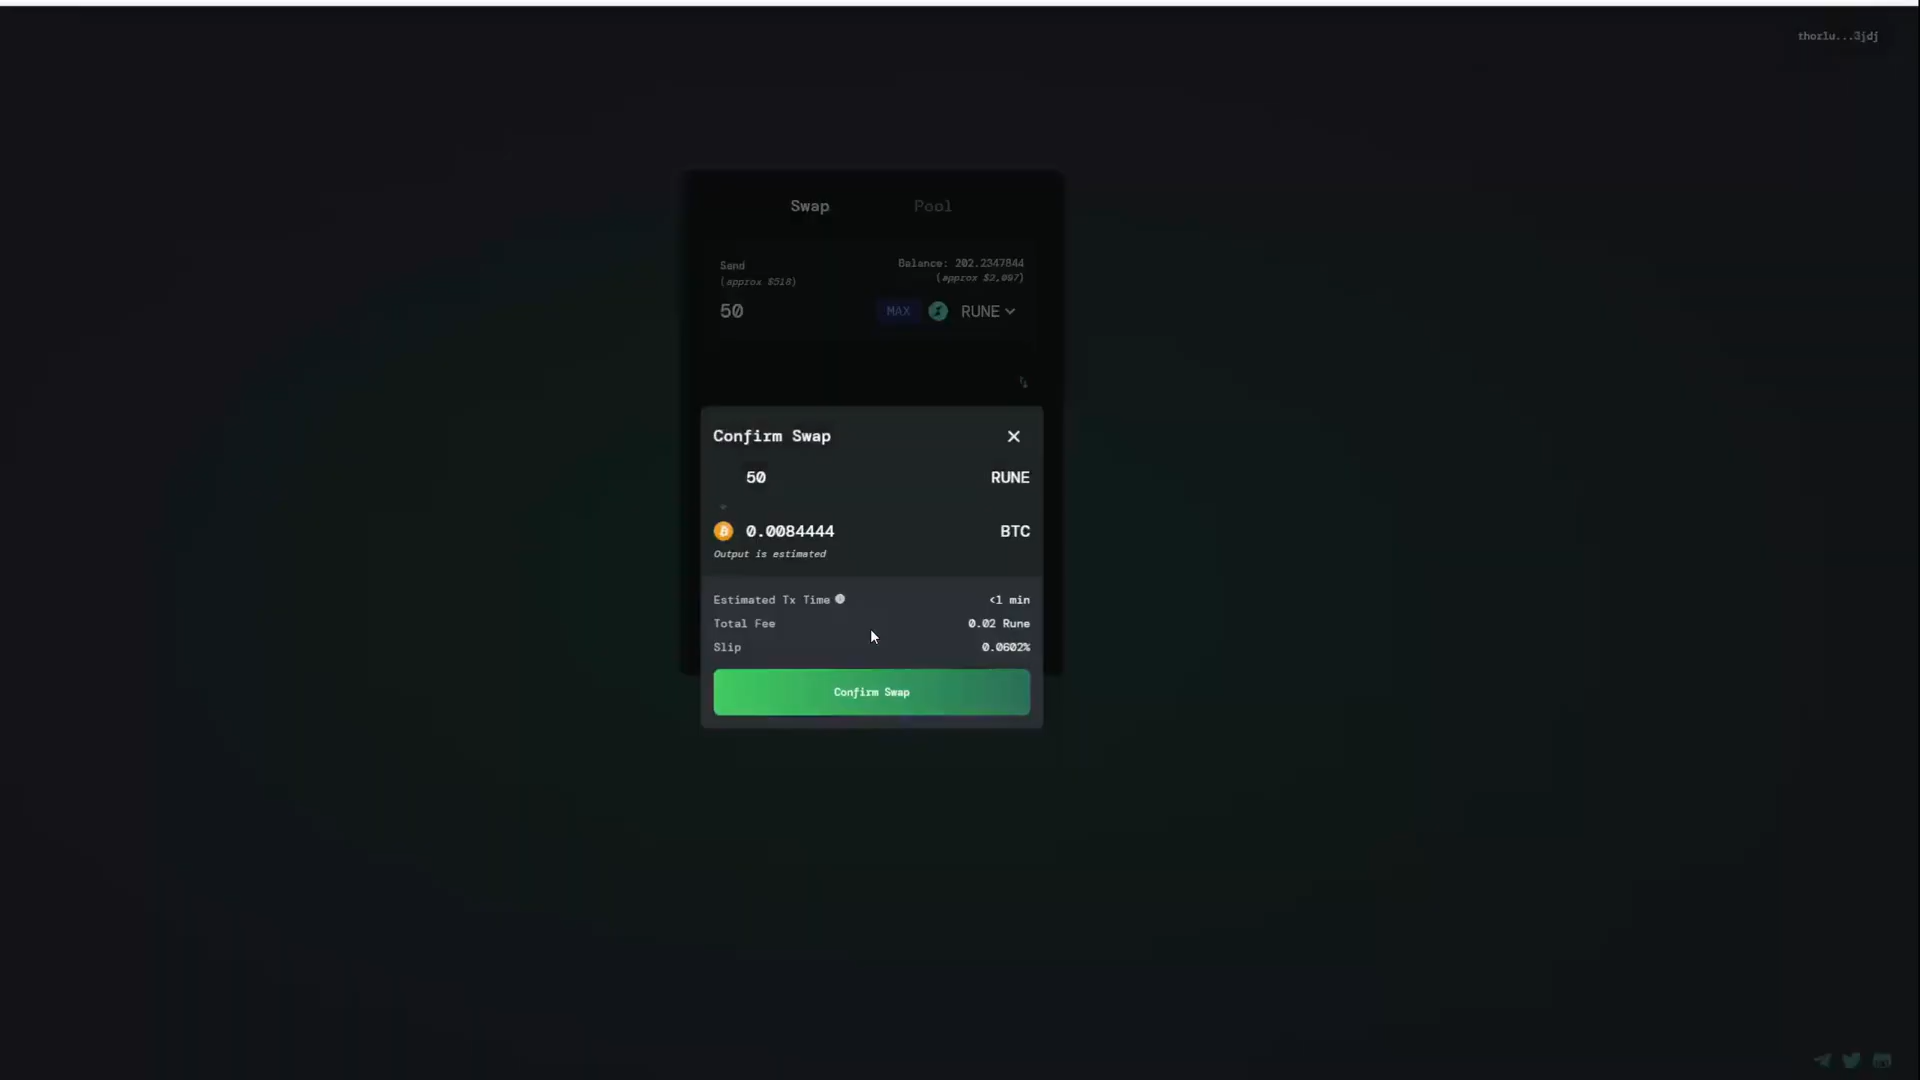 thor1u...3jdj
Swap Pool
Send Balance: 202.2347844
(approx $518) (approx $2,097)
50 MAX RUNE
Confirm Swap
50 RUNE
0.0084444 BTC
Output is estimated
Estimated Tx Time <1 min
Total Fee 0.02 Rune
Slip 0.0602%
Confirm Swap